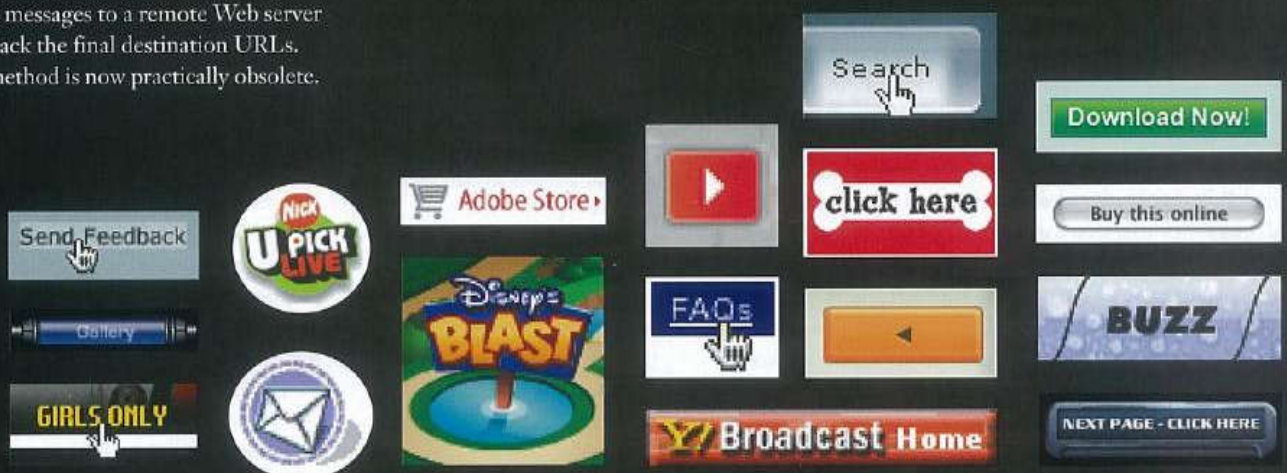 messages to a remote Web server
ack the final destination URLs.
method is now practically obsolete.
Search
Download Now!
Adobe Store
click here
Buy this online
Send Feedback
NICK
U PICK
LIVE
Gallery
DISNEY'S
BLAST
FAQs
BUZZ
GIRLS ONLY
Y! Broadcast Home
NEXT PAGE - CLICK HERE